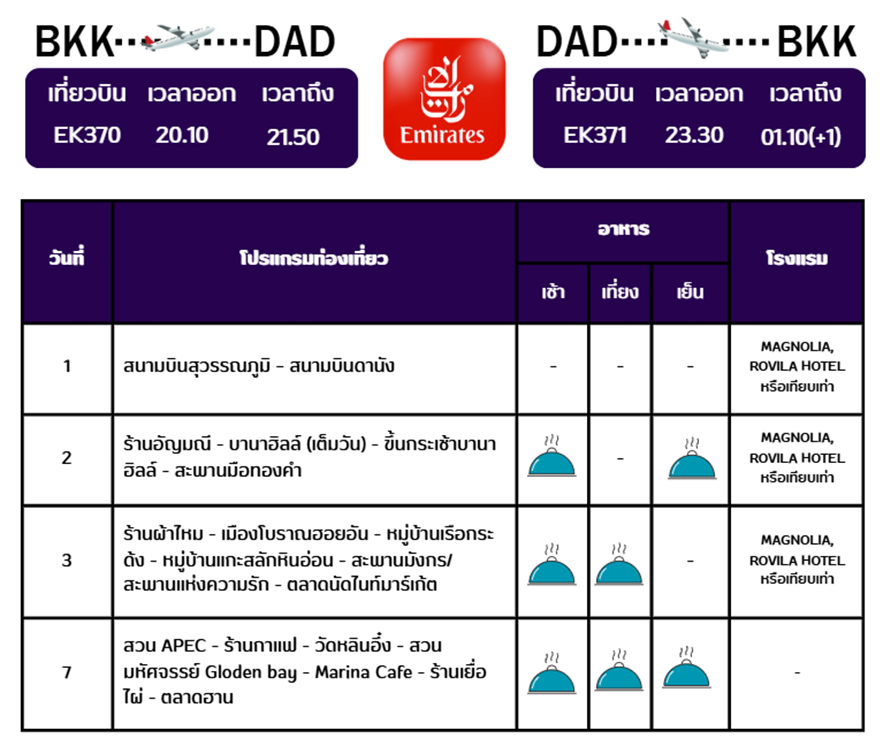 BKK DAD
เที่ยวบิน เวลาออก เวลาถึง
EK370 20.10 21.50
Emirates
DAD BKK
เที่ยวบิน เวลาออก เวลาถึง
EK371 23.30 01.10(+1)
วันที่ โปรแกรมท่องเที่ยว อาหาร โรงแรม
เช้า เที่ยง เย็น
1 สนามบินสุวรรณภูมิ - สนามบินดานัง - - -
MAGNOLIA,
ROVILA HOTEL
หรือเทียบเท่า
2
ร้านอัญมณี - บานาฮิลล์ (เต็มวัน) - ขึ้นกระเช้าบานา
ฮิลล์ - สะพานมือทองคำ
-
MAGNOLIA,
ROVILA HOTEL
หรือเทียบเท่า
3
ร้านผ้าไหม - เมืองโบราณฮอยอัน - หมู่บ้านเรือกระ
ด้ง - หมู่บ้านแกะสลักหินอ่อน - สะพานมังกร/
สะพานแห่งความรัก - ตลาดนัดไนท์มาร์เก้ต
-
MAGNOLIA,
ROVILA HOTEL
หรือเทียบเท่า
7
สวน APEC - ร้านกาแฟ - วัดหลินอิ๋ง - สวน
มหัศจรรย์ Gloden bay - Marina Cafe - ร้านเยื่อ
ไผ่ - ตลาดฮาน
-